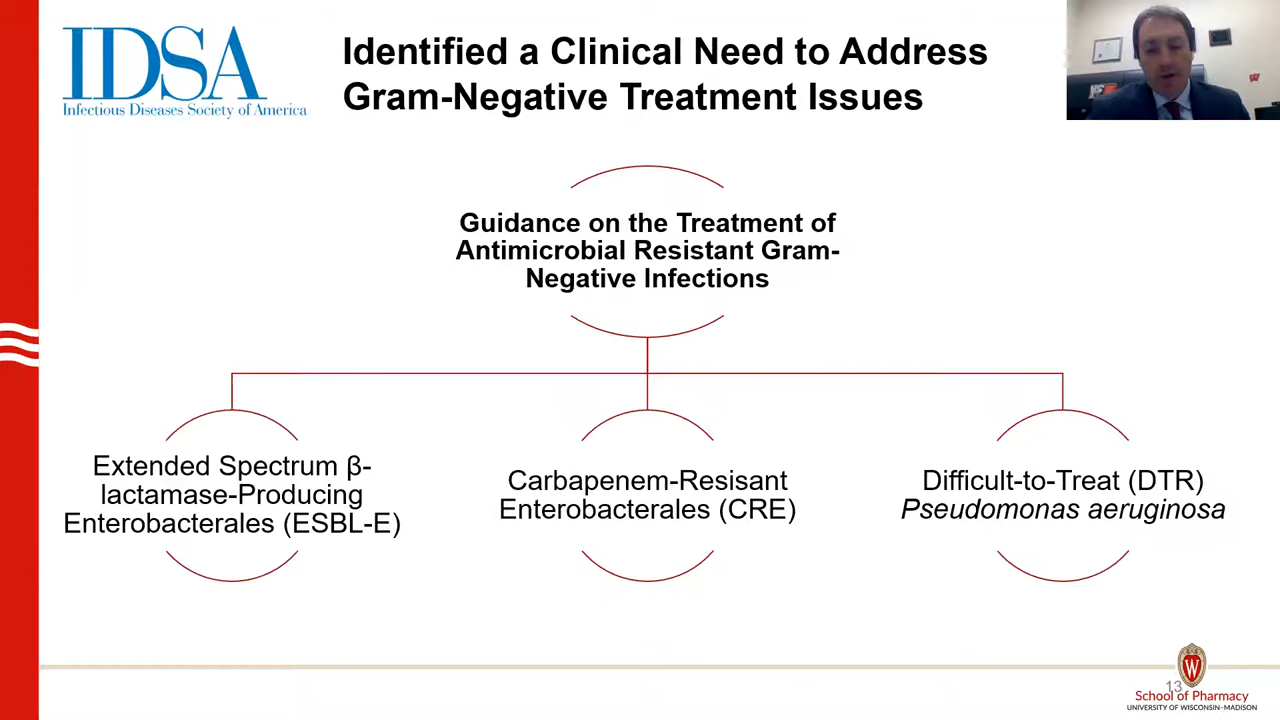 IDSA
Infectious Diseases Society of America
Identified a Clinical Need to Address
Gram-Negative Treatment Issues
Guidance on the Treatment of
Antimicrobial Resistant Gram-
Negative Infections
Extended Spectrum β-
lactamase-Producing
Enterobacterales (ESBL-E)
Carbapenem-Resisant
Enterobacterales (CRE)
Difficult-to-Treat (DTR)
Pseudomonas aeruginosa
W
13
School of Pharmacy
UNIVERSITY OF WISCONSIN-MADISON